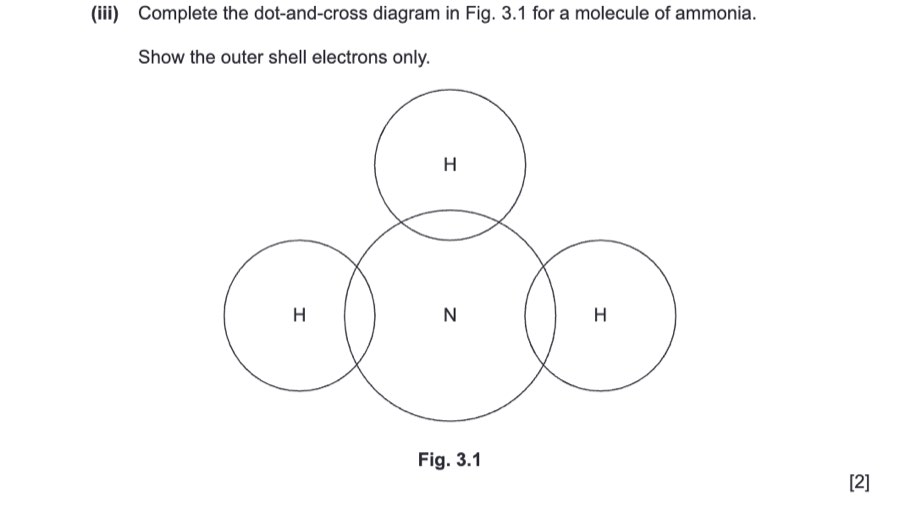 (iii) Complete the dot-and-cross diagram in Fig. 3.1 for a molecule of ammonia.
Show the outer shell electrons only.
H
H N H
Fig. 3.1
[2]